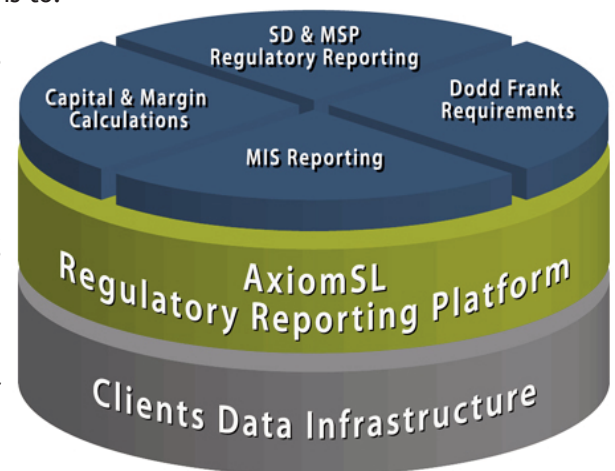 SD & MSP
Regulatory Reporting
Capital & Margin
Calculations
Dodd Frank
Requirements
MIS Reporting
AxiomSL
Regulatory Reporting Platform
Clients Data Infrastructure